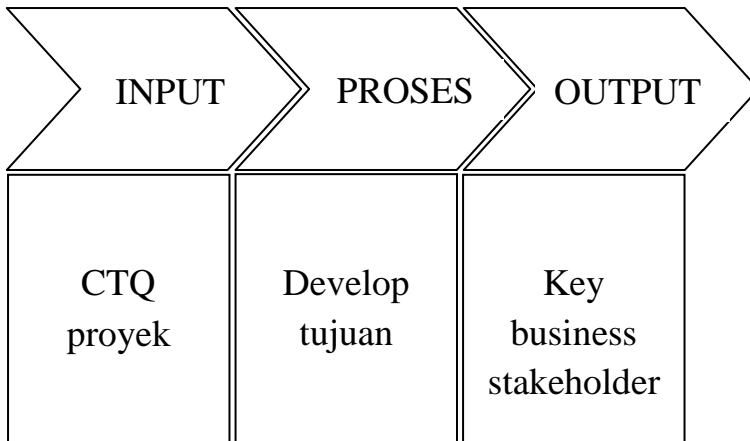 INPUT
PROSES
OUTPUT
CTQ
proyek
Develop
tujuan
Key
business
stakeholder